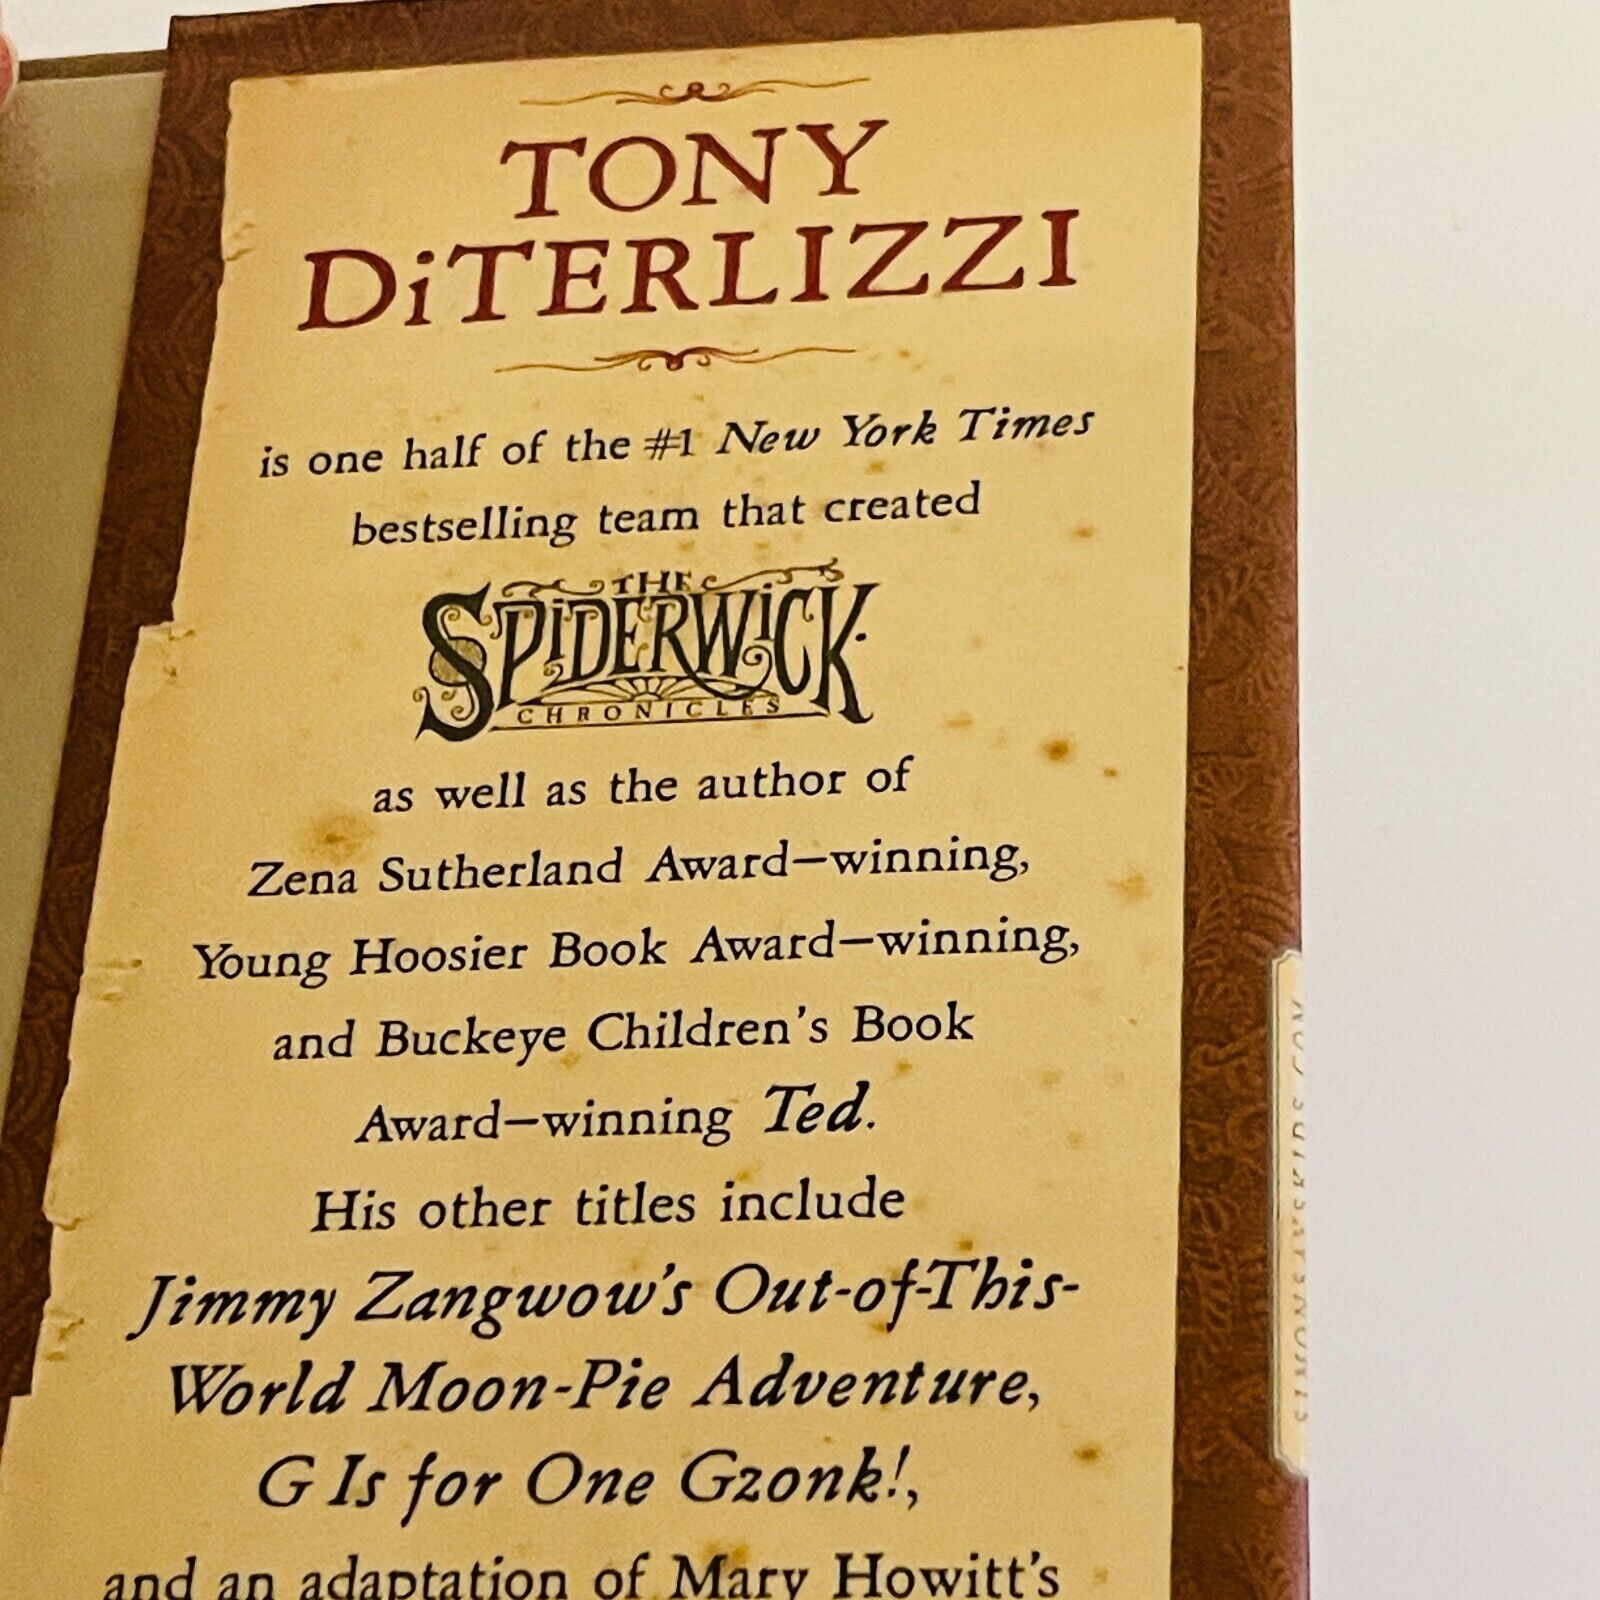 TONY
DiTERLIZZI
is one half of the #1 New York Times
bestselling team that created
THE
SPiDERWiCK
CHRONICLES
as well as the author of
Zena Sutherland Award–winning,
Young Hoosier Book Award–winning,
and Buckeye Children's Book
Award–winning Ted.
His other titles include
Jimmy Zangwow's Out-of-This-
World Moon-Pie Adventure,
G Is for One Gzonk!,
and an adaptation of Mary Howitt's